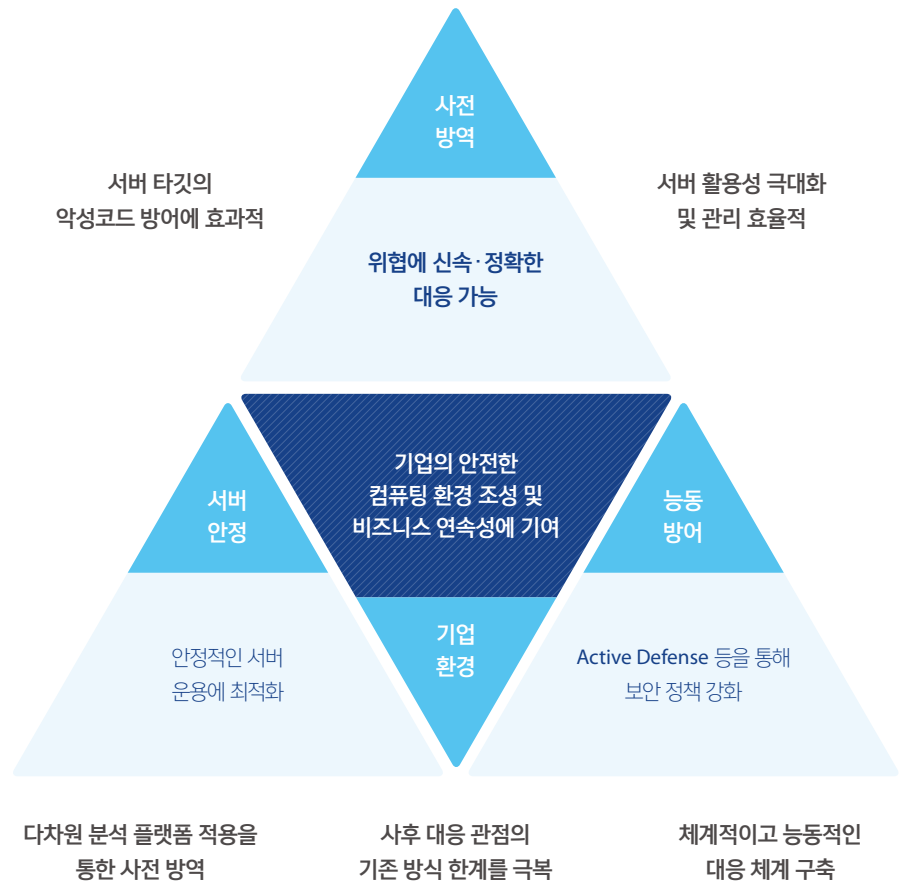 사전
방역
서버 타깃의
악성코드 방어에 효과적
서버 활용성 극대화
및 관리 효율적
위협에 신속·정확한
대응 가능
기업의 안전한
컴퓨팅 환경 조성 및
비즈니스 연속성에 기여
서버
안정
능동
방어
기업
환경
안정적인 서버
운용에 최적화
Active Defense 등을 통해
보안 정책 강화
다차원 분석 플랫폼 적용을
통한 사전 방역
사후 대응 관점의
기존 방식 한계를 극복
체계적이고 능동적인
대응 체계 구축